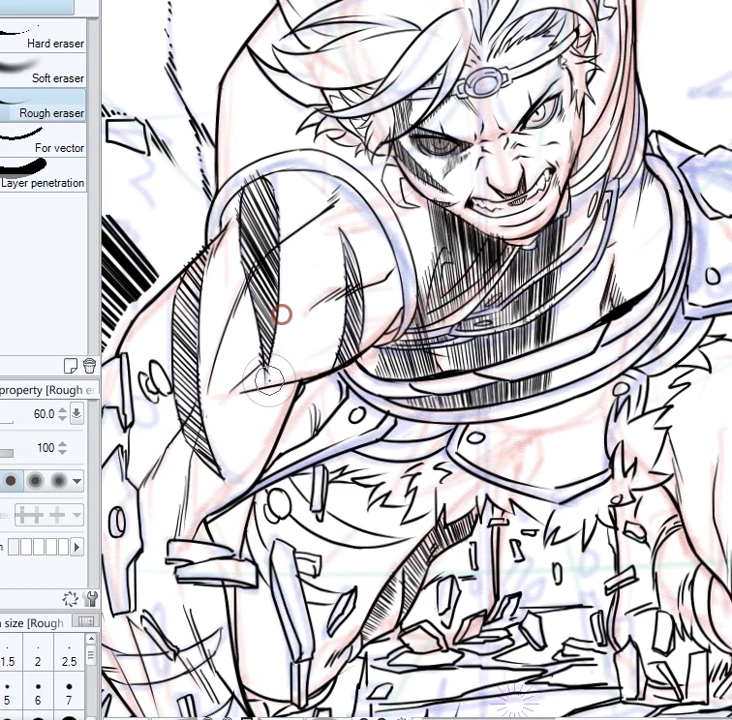 Hard eraser
Soft eraser
Rough eraser
For vector
Layer penetration
property [Rough er
60.0
100
size [Rough
1.5 2 2.5
5 6 7